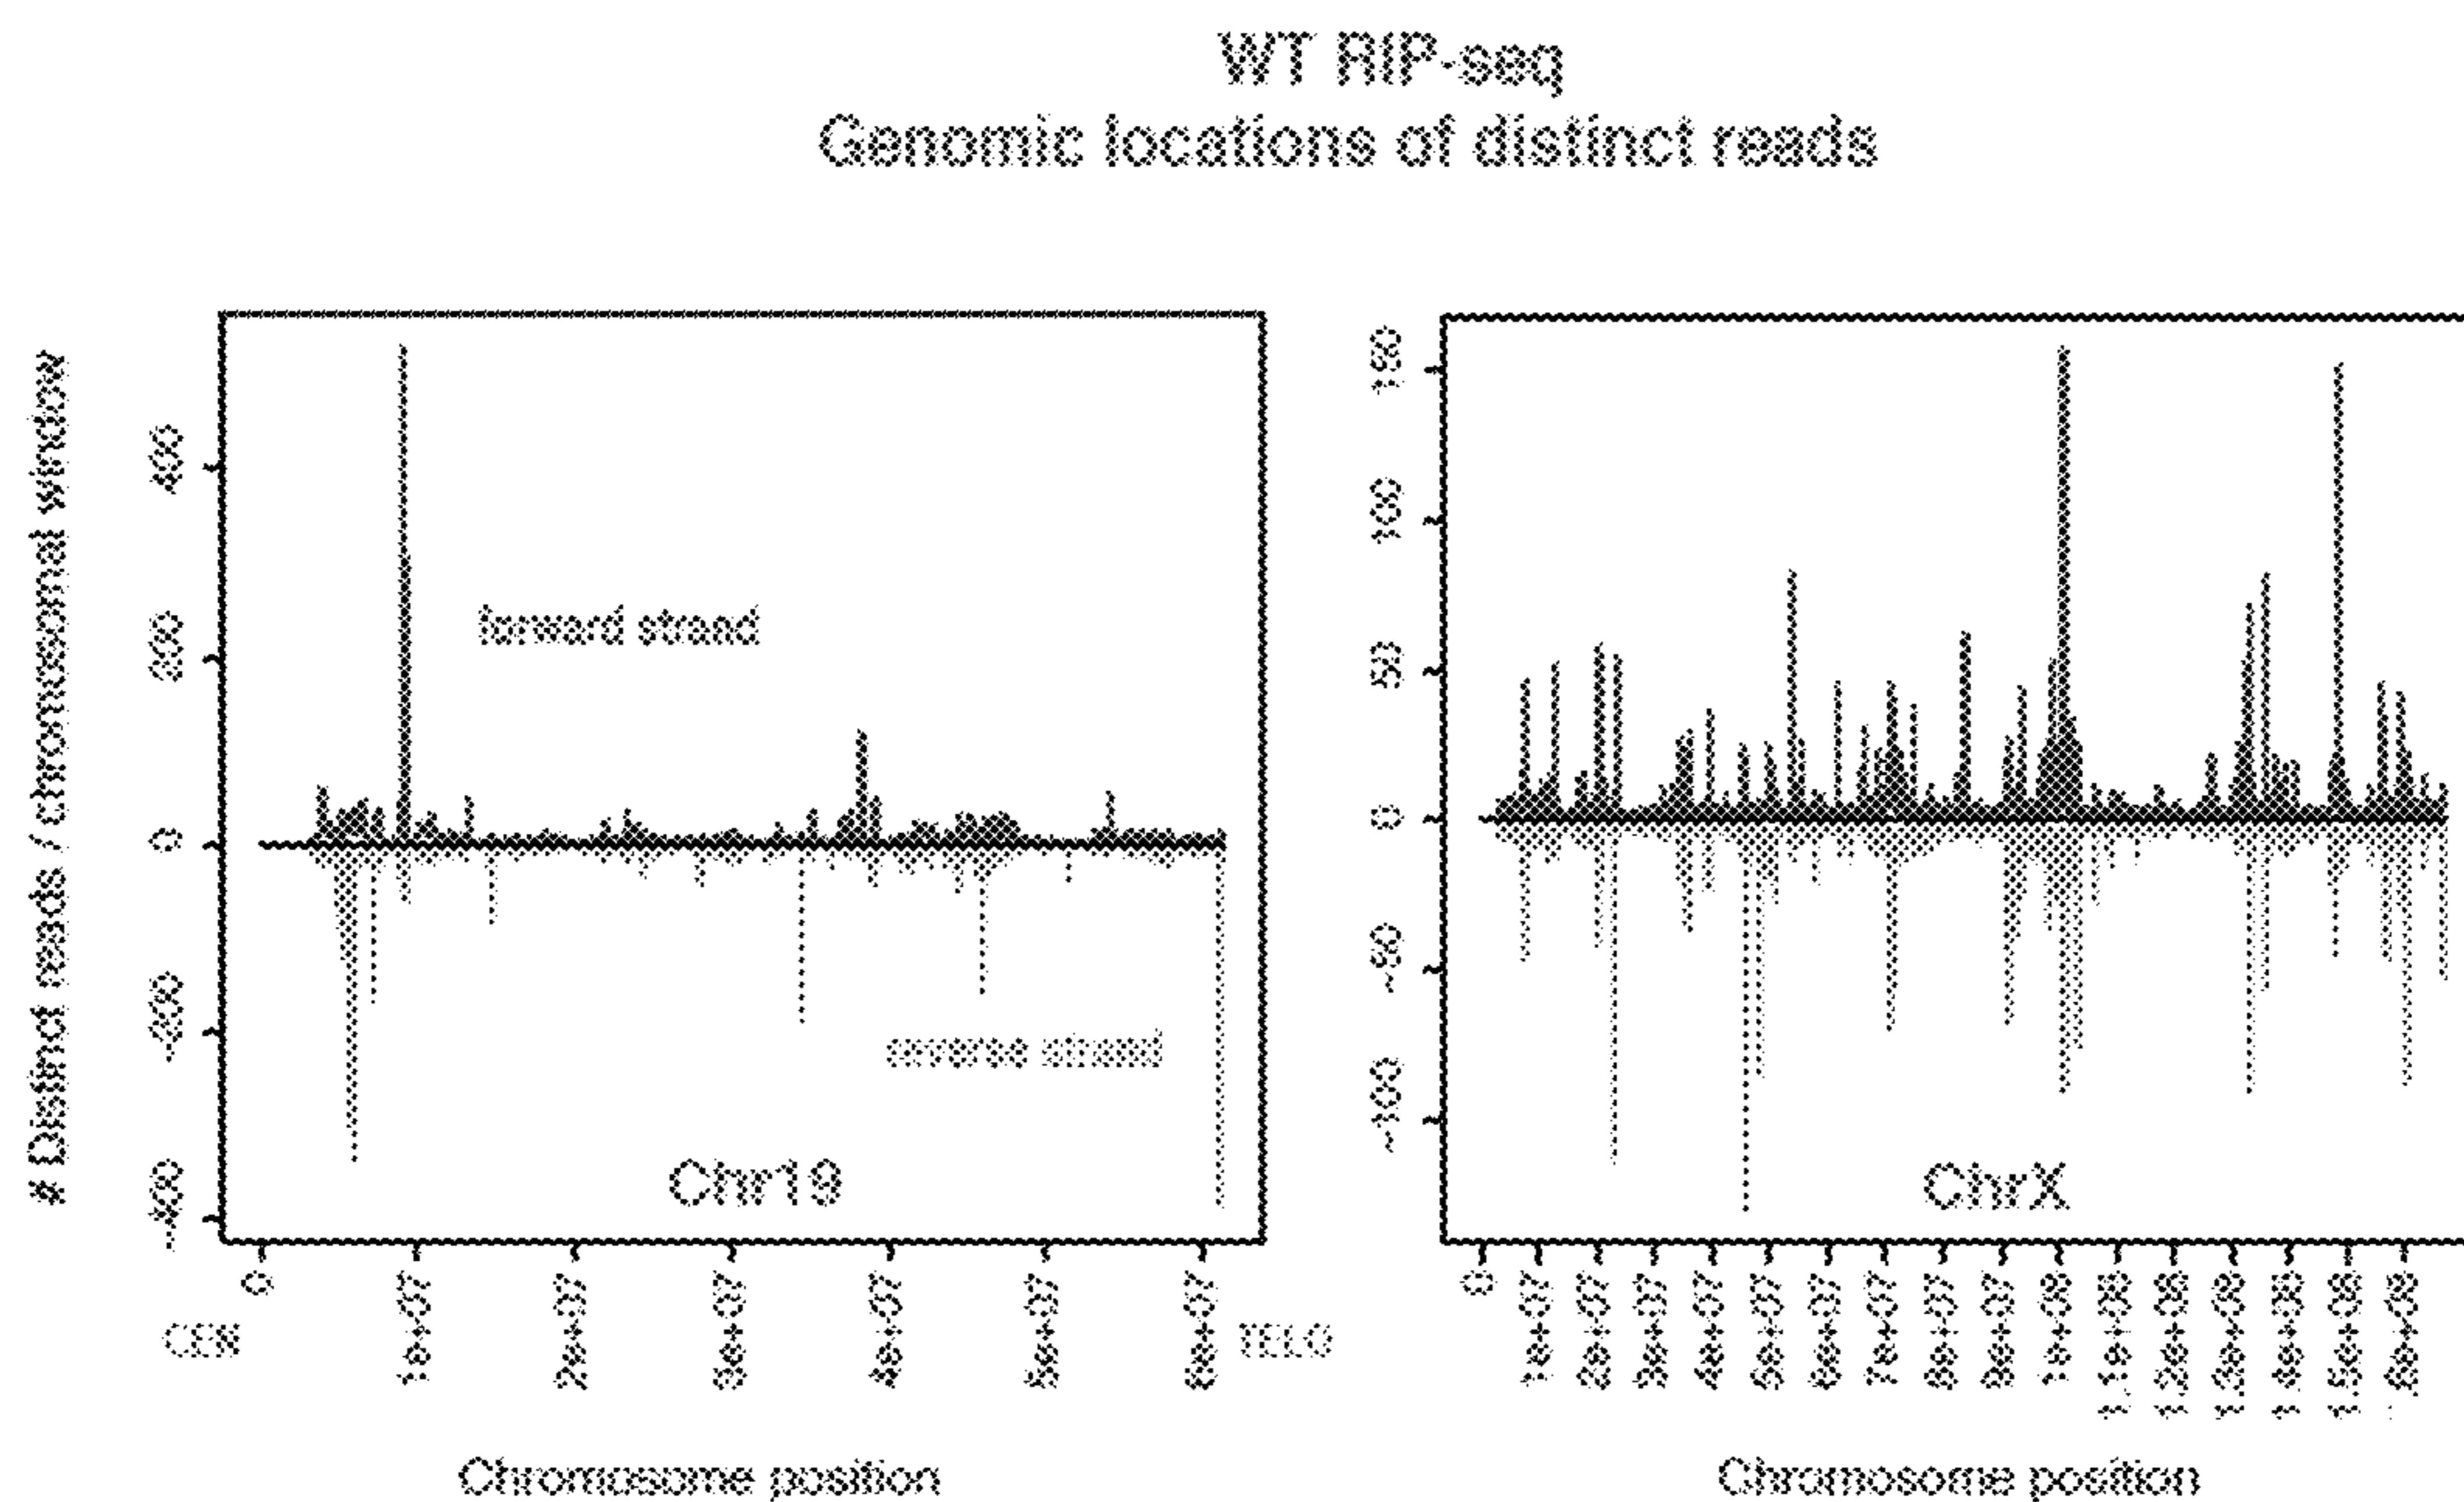 WT RIP-seq
Genomic locations of distinct reads
# Distinct reads / chromosomal window
400
200
0
-200
-400
forward strand
reverse strand
Chr19
0
1e+07
2e+07
3e+07
4e+07
5e+07
6e+07
CEN
TELO
Chromosome position
150
100
50
0
-50
-100
ChrX
0
1e+07
2e+07
3e+07
4e+07
5e+07
6e+07
7e+07
8e+07
9e+07
1e+08
1.1e+08
1.2e+08
1.3e+08
1.4e+08
1.5e+08
Chromosome position